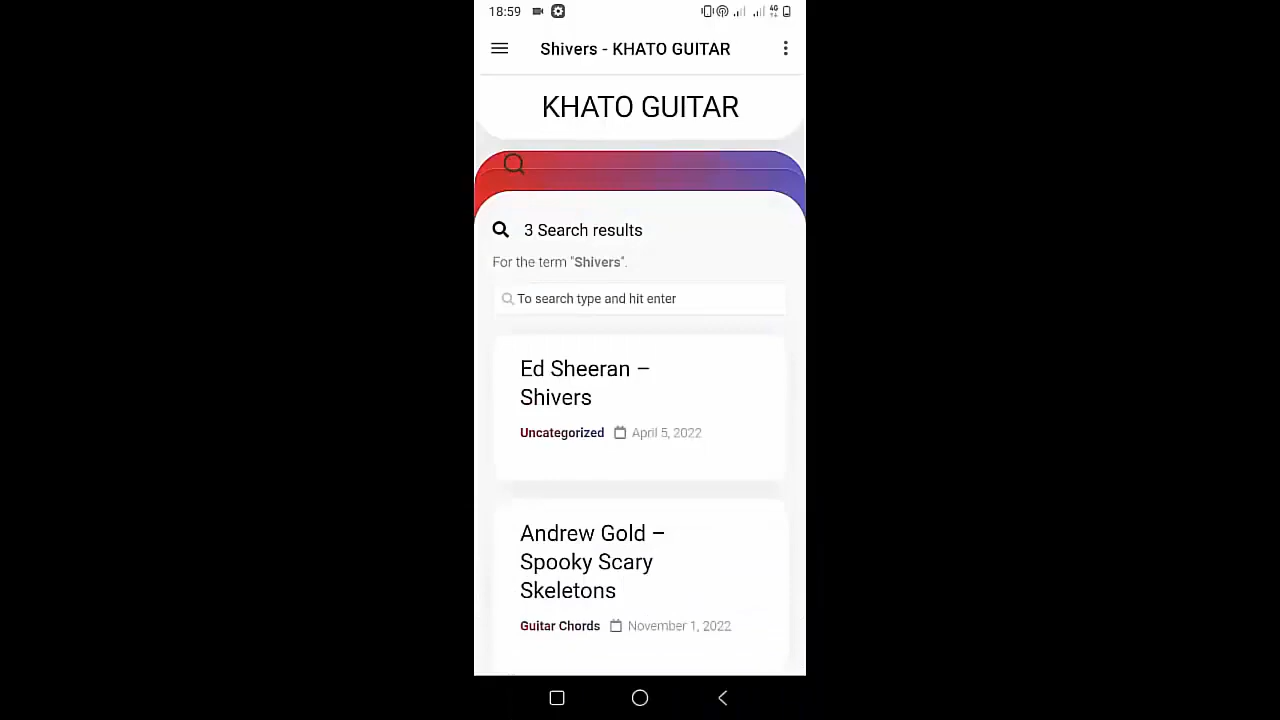 18:59
4G
Shivers - KHATO GUITAR
KHATO GUITAR
3 Search results
For the term "Shivers".
To search type and hit enter
Ed Sheeran –
Shivers
Uncategorized April 5, 2022
Andrew Gold –
Spooky Scary
Skeletons
Guitar Chords November 1, 2022